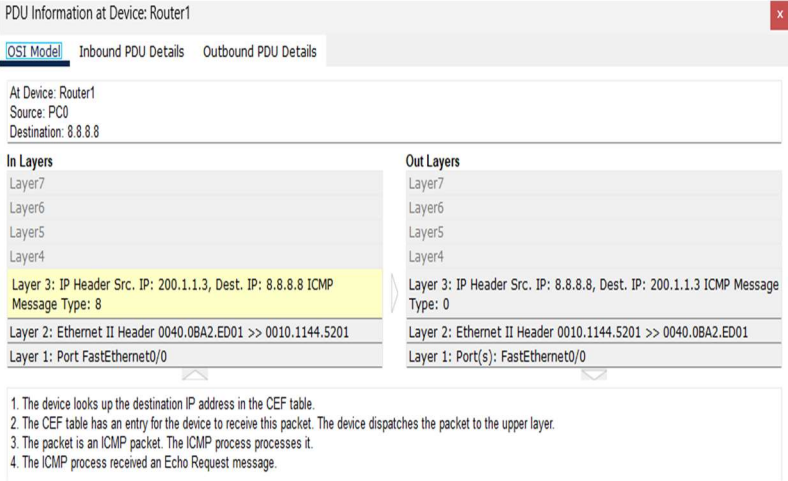 PDU Information at Device: Router1
x
OSI Model Inbound PDU Details Outbound PDU Details
At Device: Router1
Source: PC0
Destination: 8.8.8.8
In Layers
Layer7
Layer6
Layer5
Layer4
Layer 3: IP Header Src. IP: 200.1.1.3, Dest. IP: 8.8.8.8 ICMP
Message Type: 8
Layer 2: Ethernet II Header 0040.0BA2.ED01 >> 0010.1144.5201
Layer 1: Port FastEthernet0/0
Out Layers
Layer7
Layer6
Layer5
Layer4
Layer 3: IP Header Src. IP: 8.8.8.8, Dest. IP: 200.1.1.3 ICMP Message
Type: 0
Layer 2: Ethernet II Header 0010.1144.5201 >> 0040.0BA2.ED01
Layer 1: Port(s): FastEthernet0/0
1. The device looks up the destination IP address in the CEF table.
2. The CEF table has an entry for the device to receive this packet. The device dispatches the packet to the upper layer.
3. The packet is an ICMP packet. The ICMP process processes it.
4. The ICMP process received an Echo Request message.